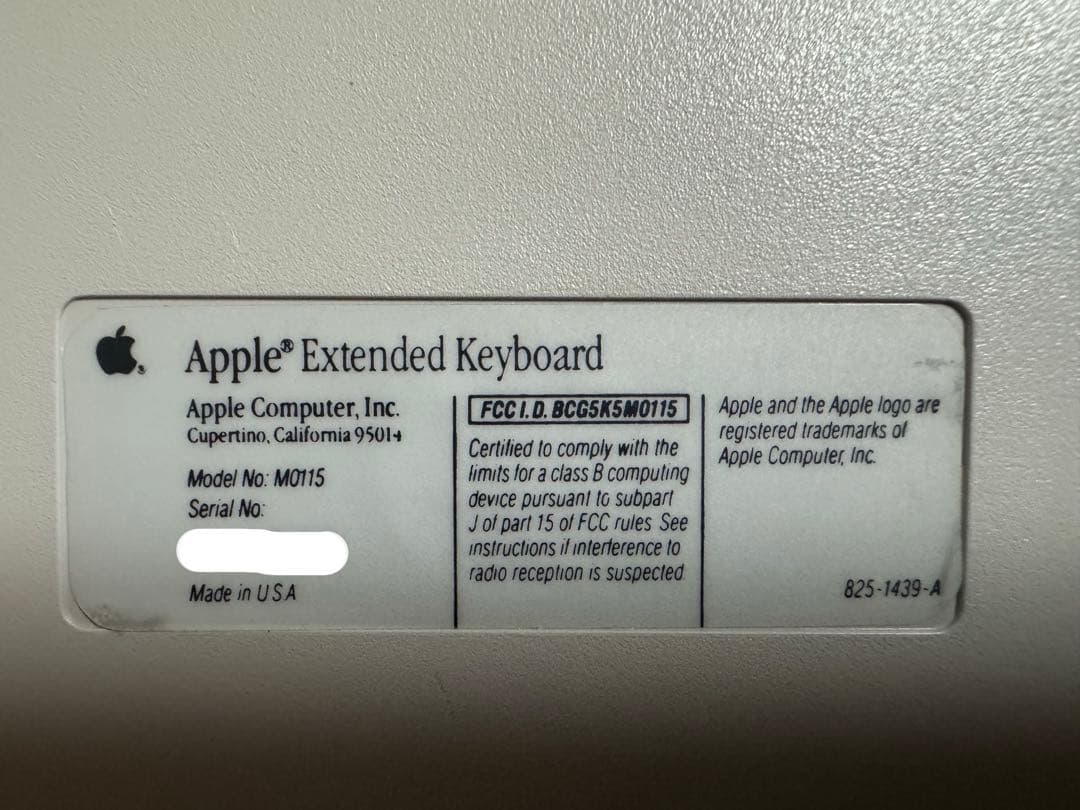 Apple® Extended Keyboard
Apple Computer, Inc.
Cupertino, California 95014
Model No: M0115
Serial No:
Made in U S A
FCC I.D. BCG5K5M0115
Certified to comply with the
limits for a class B computing
device pursuant to subpart
J of part 15 of FCC rules See
instructions if interference to
radio reception is suspected
Apple and the Apple logo are
registered trademarks of
Apple Computer, Inc.
825-1439-A